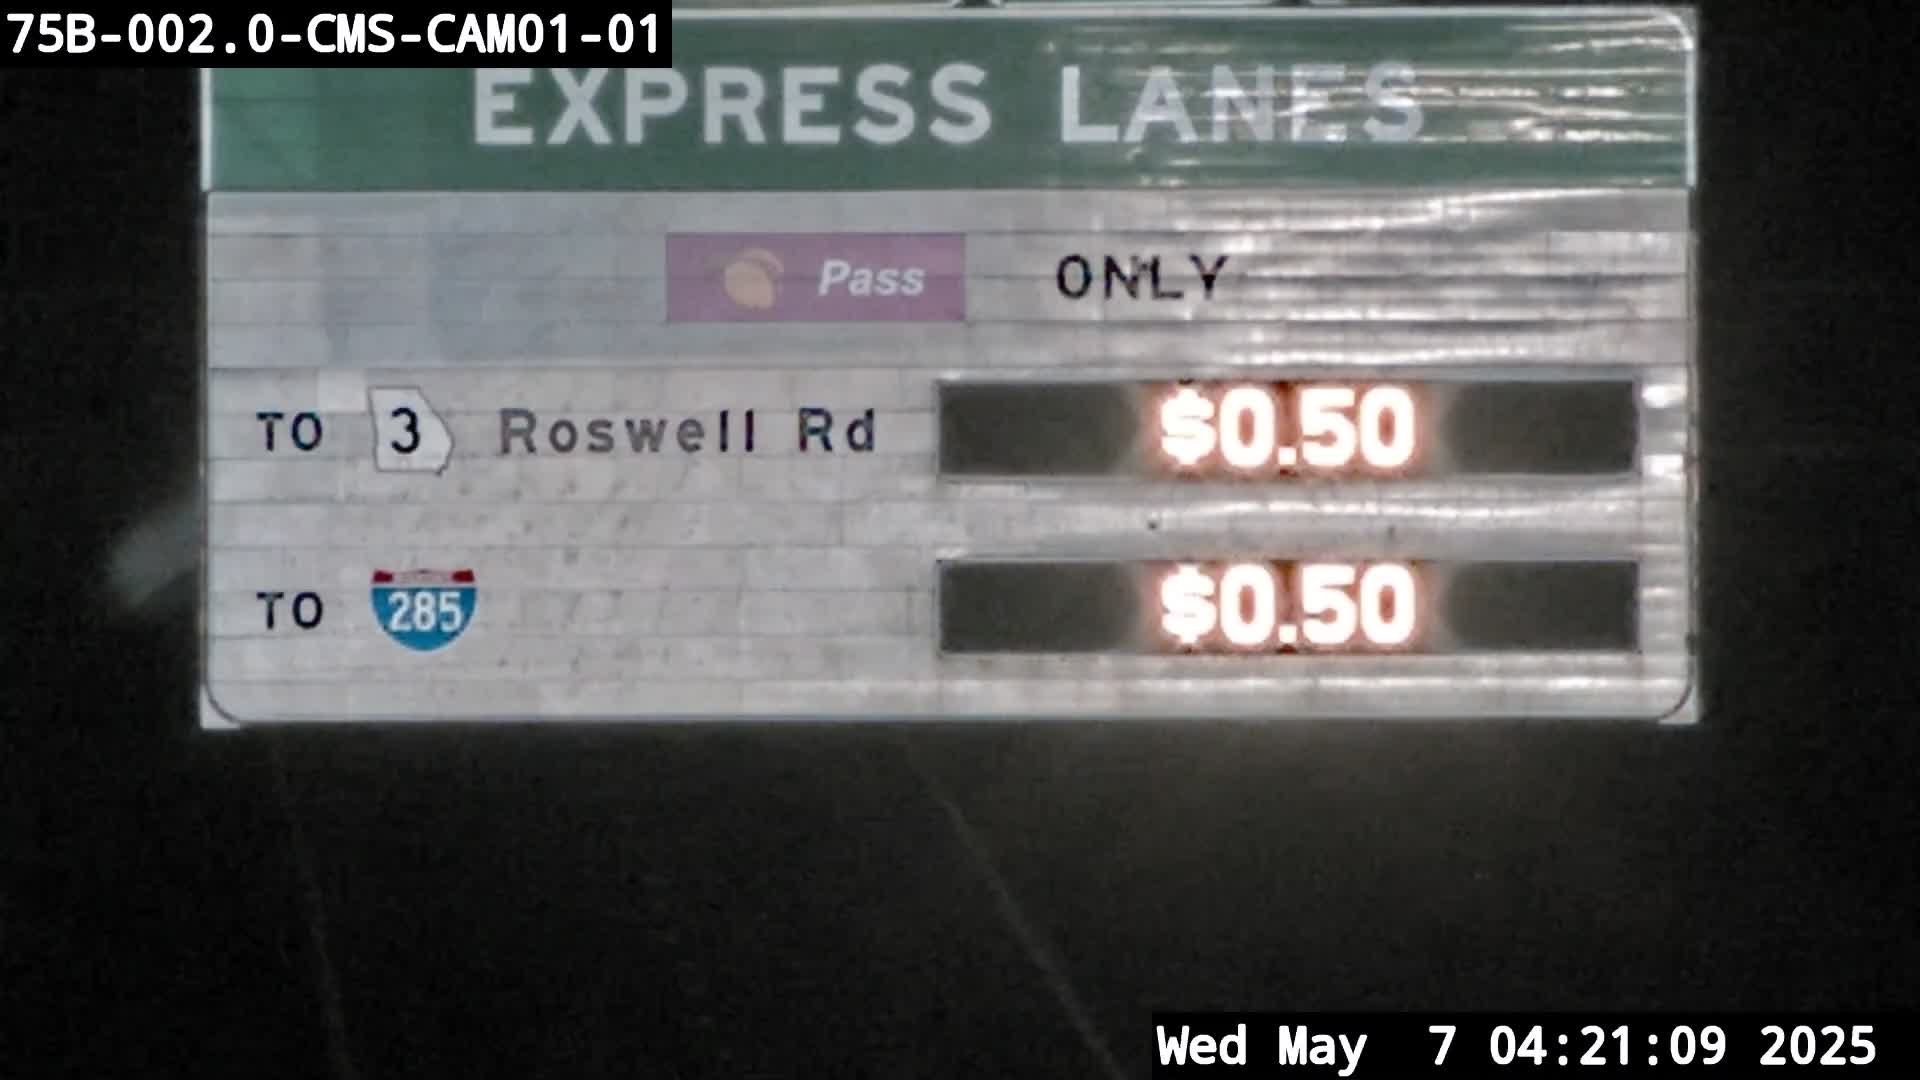 75B-002.0-CMS-CAM01-01
EXPRESS LANES
Pass ONLY
TO 3 Roswell Rd $0.50
TO 285 $0.50
Wed May 7 04:21:09 2025